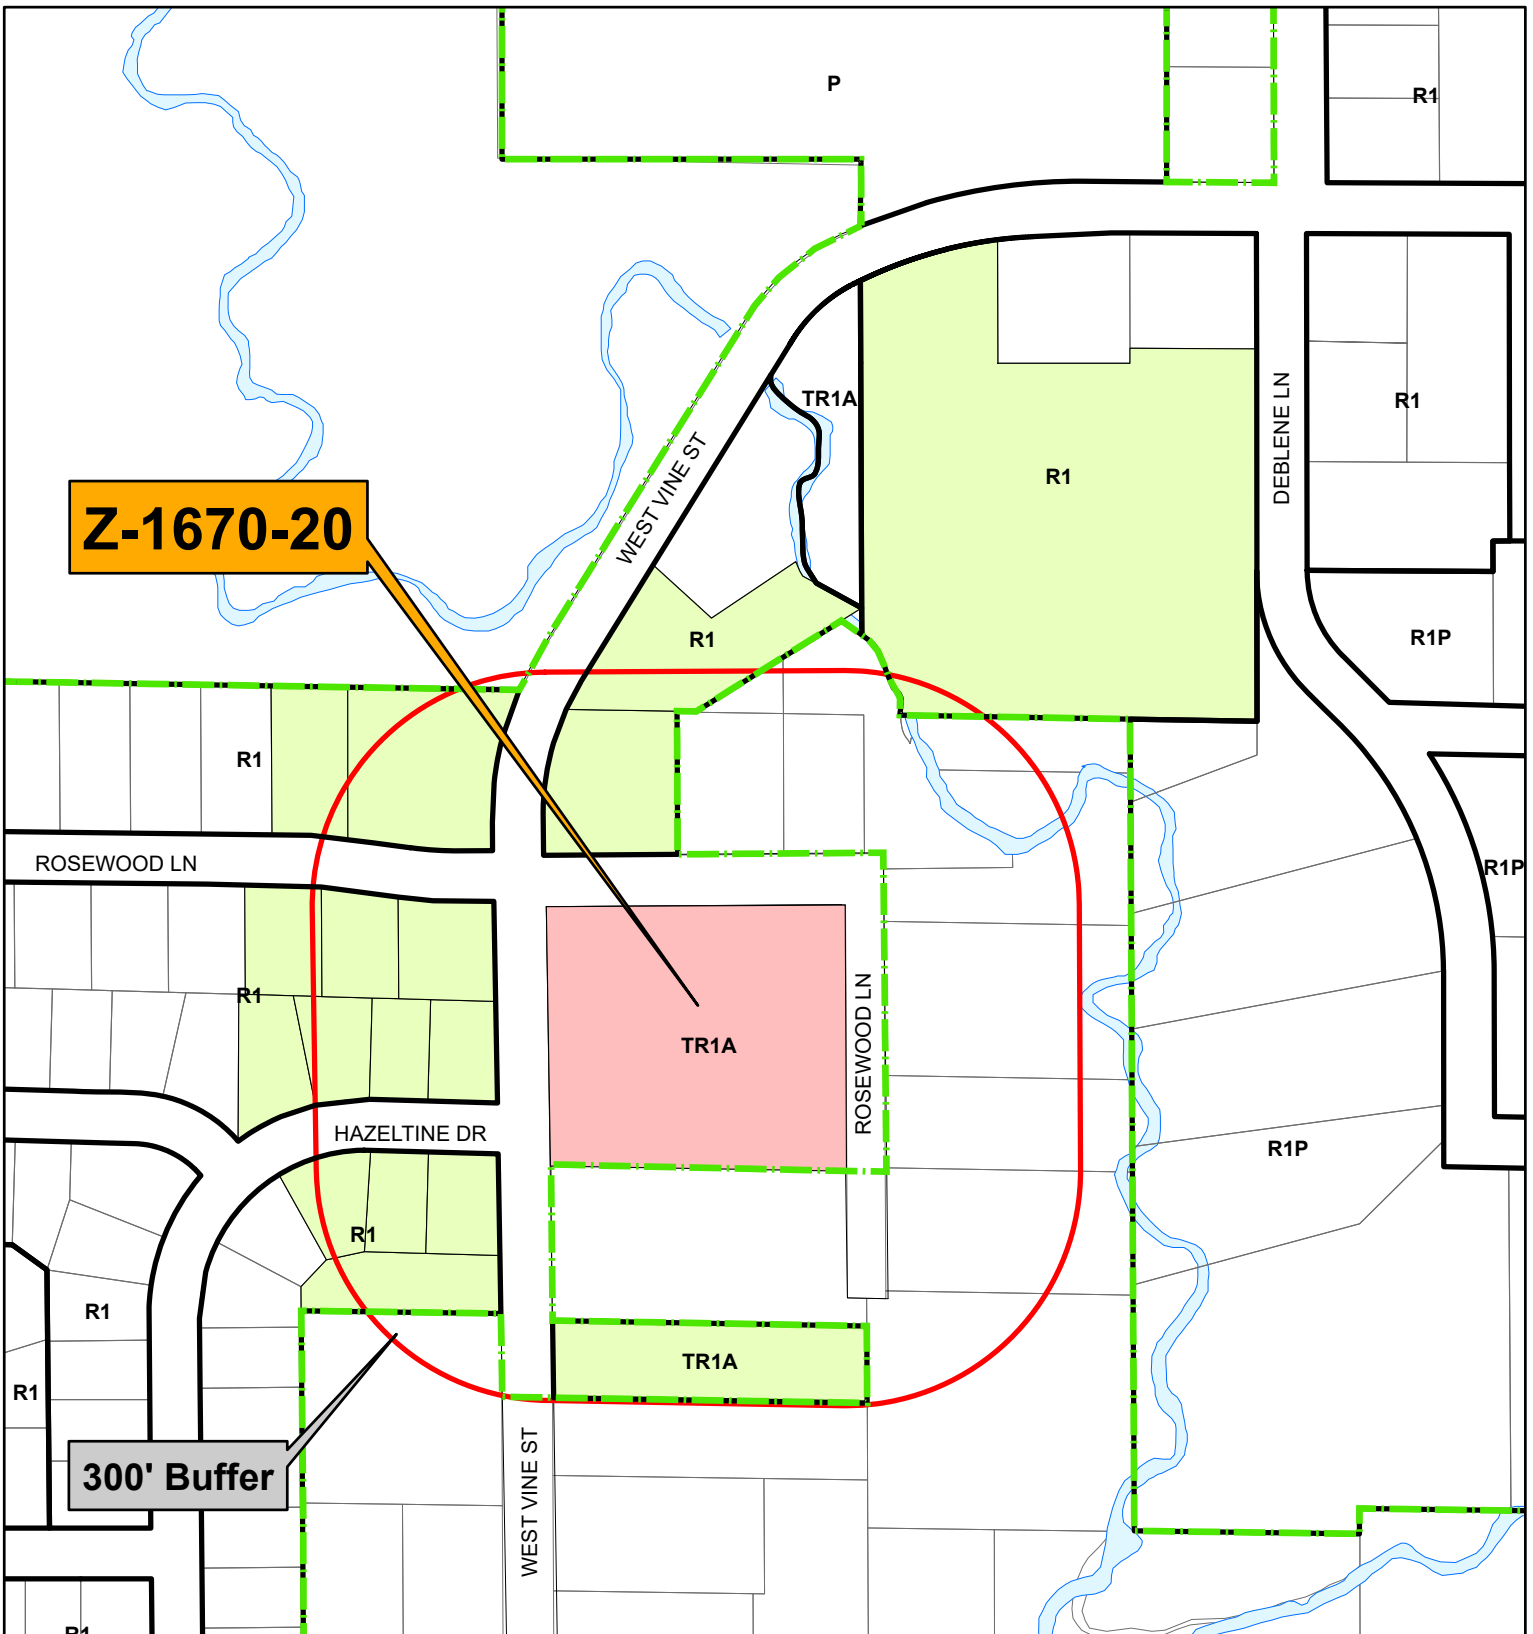 P
R1
TR1A
R1
DEBLENE LN
R1
WEST VINE ST
Z-1670-20
R1
R1P
R1
ROSEWOOD LN
R1P
R1
TR1A
ROSEWOOD LN
HAZELTINE DR
R1P
R1
R1
TR1A
R1
300' Buffer
WEST VINE ST
R1